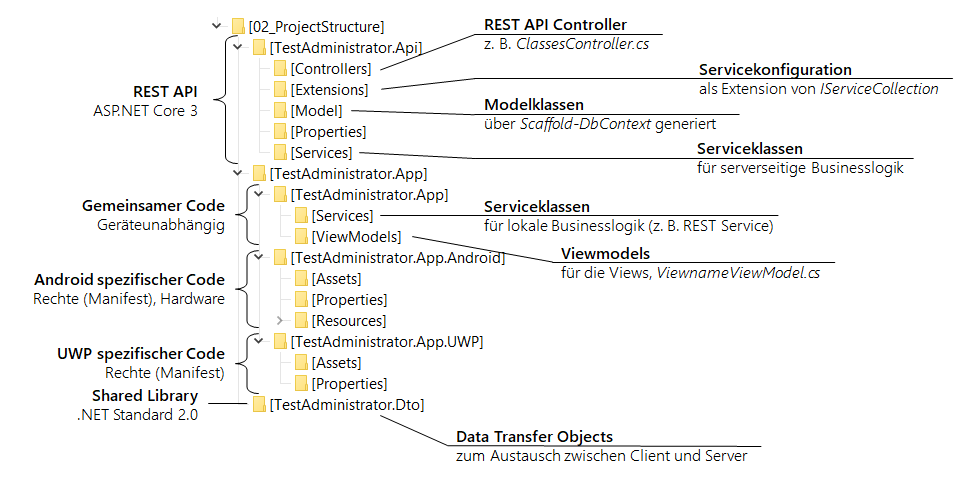 [02_ProjectStructure]
REST API Controller
z. B. ClassesController.cs
[TestAdministrator.Api]
[Controllers]
Servicekonfiguration
als Extension von IServiceCollection
[Extensions]
REST API
ASP.NET Core 3
Modelklassen
über Scaffold-DbContext generiert
[Model]
[Properties]
Serviceklassen
für serverseitige Businesslogik
[Services]
[TestAdministrator.App]
[TestAdministrator.App]
Gemeinsamer Code
Geräteunabhängig
Serviceklassen
für lokale Businesslogik (z. B. REST Service)
[Services]
[ViewModels]
Viewmodels
für die Views, ViewnameViewModel.cs
[TestAdministrator.App.Android]
Android spezifischer Code
Rechte (Manifest), Hardware
[Assets]
[Properties]
[Resources]
[TestAdministrator.App.UWP]
UWP spezifischer Code
Rechte (Manifest)
[Assets]
[Properties]
Shared Library
.NET Standard 2.0
[TestAdministrator.Dto]
Data Transfer Objects
zum Austausch zwischen Client und Server